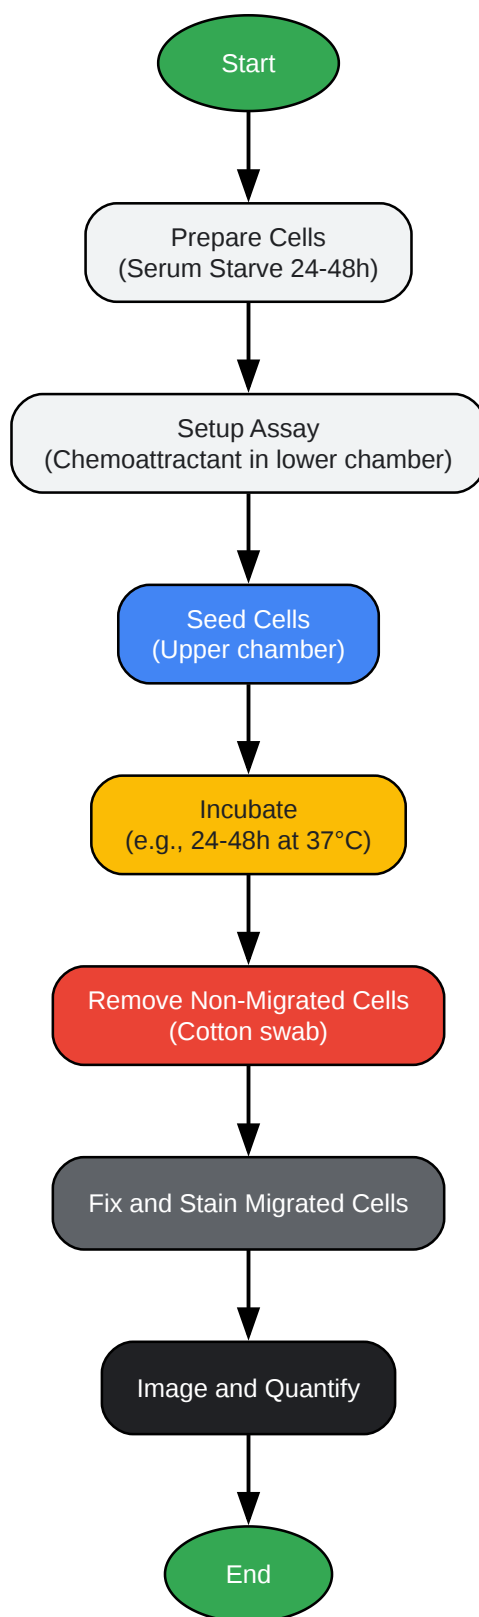 Start
Prepare Cells
(Serum Starve 24-48h)
Setup Assay
(Chemoattractant in lower chamber)
Seed Cells
(Upper chamber)
Incubate
(e.g., 24-48h at 37°C)
Remove Non-Migrated Cells
(Cotton swab)
Fix and Stain Migrated Cells
Image and Quantify
End